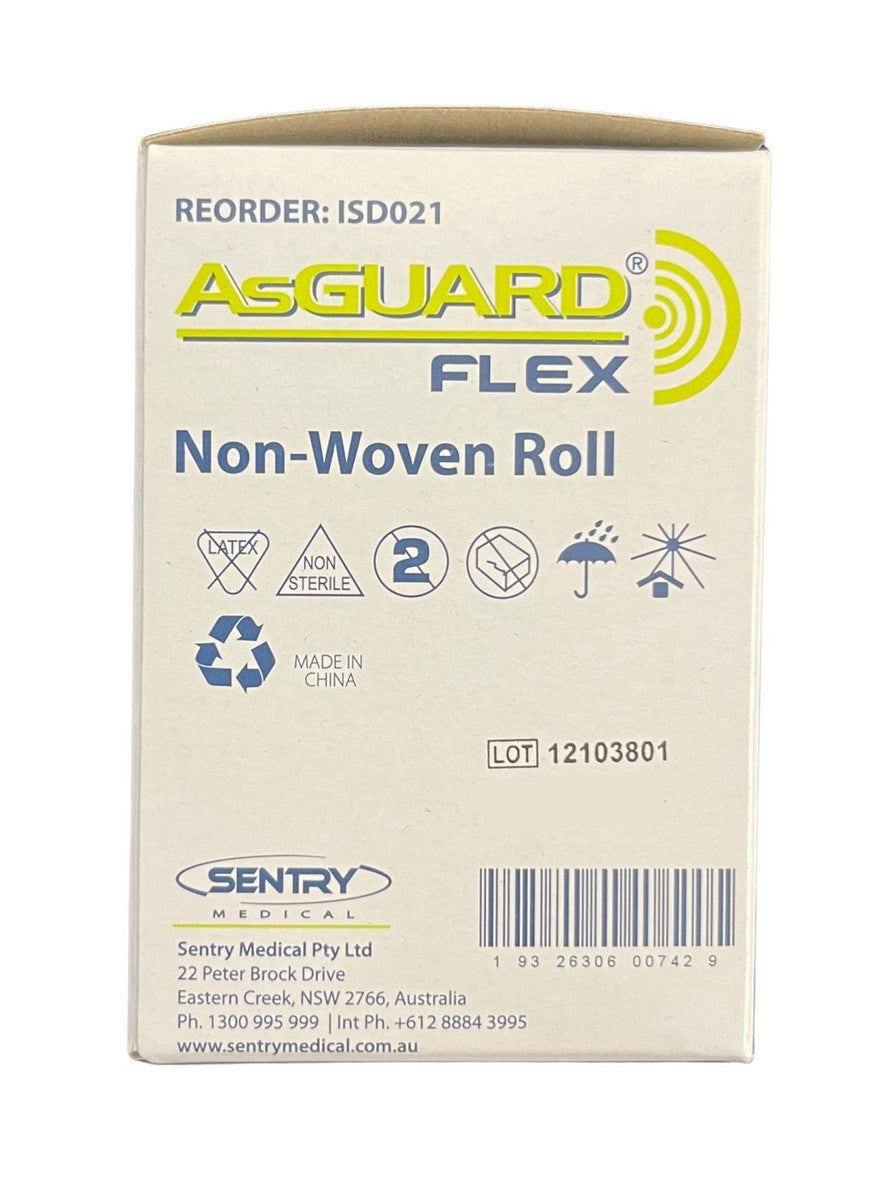 REORDER: ISD021
AsGUARD®
FLEX
Non-Woven Roll
LATEX
NON
STERILE
2
MADE IN
CHINA
LOT 12103801
SENTRY
MEDICAL
Sentry Medical Pty Ltd
22 Peter Brock Drive
Eastern Creek, NSW 2766, Australia
Ph. 1300 995 999 | Int Ph. +612 8884 3995
www.sentrymedical.com.au
1 93 26306 00742 9